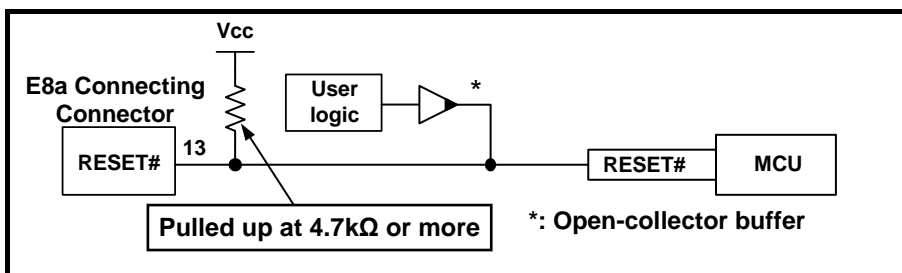 Vcc
E8a Connecting
Connector
User
logic
*
RESET#
13
RESET#
MCU
Pulled up at 4.7kΩ or more
*: Open-collector buffer